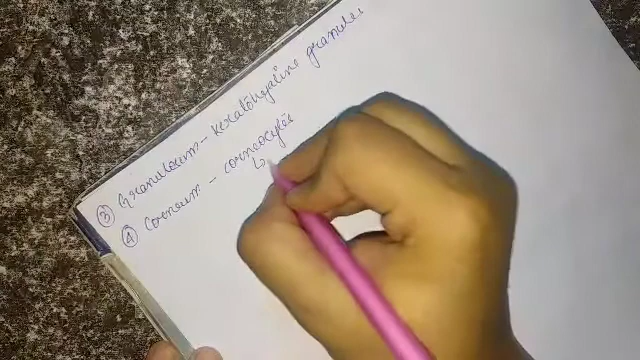 ③ Granulosum - keratohyaline granules
④ Corneum - corneocytes
↳